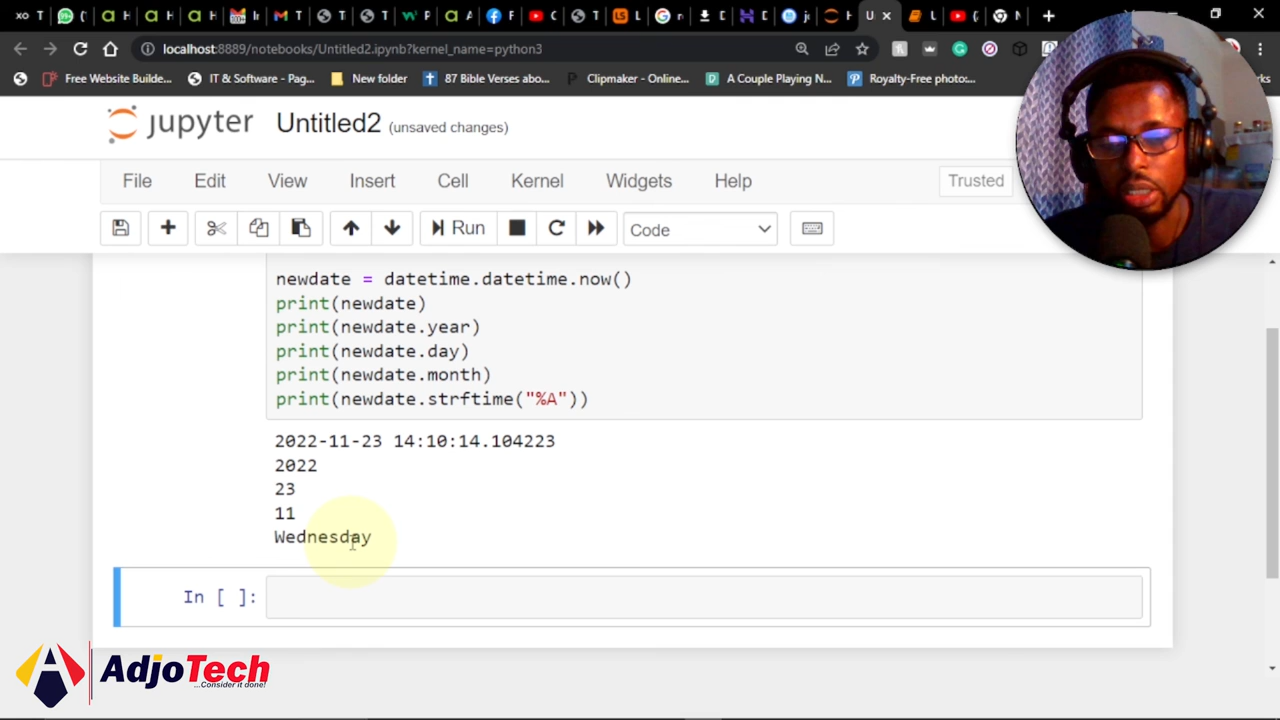 localhost:8889/notebooks/Untitled2.ipynb?kernel_name=python3
Free Website Builde... IT & Software - Pag... New folder 87 Bible Verses abo... Clipmaker - Online... A Couple Playing N... Royalty-Free photo:...
jupyter Untitled2 (unsaved changes)
File Edit View Insert Cell Kernel Widgets Help Trusted
Run Code
newdate = datetime.datetime.now()
print(newdate)
print(newdate.year)
print(newdate.day)
print(newdate.month)
print(newdate.strftime("%A"))
2022-11-23 14:10:14.104223
2022
23
11
Wednesday
In [ ]:
AdjoTech
...Consider it done!